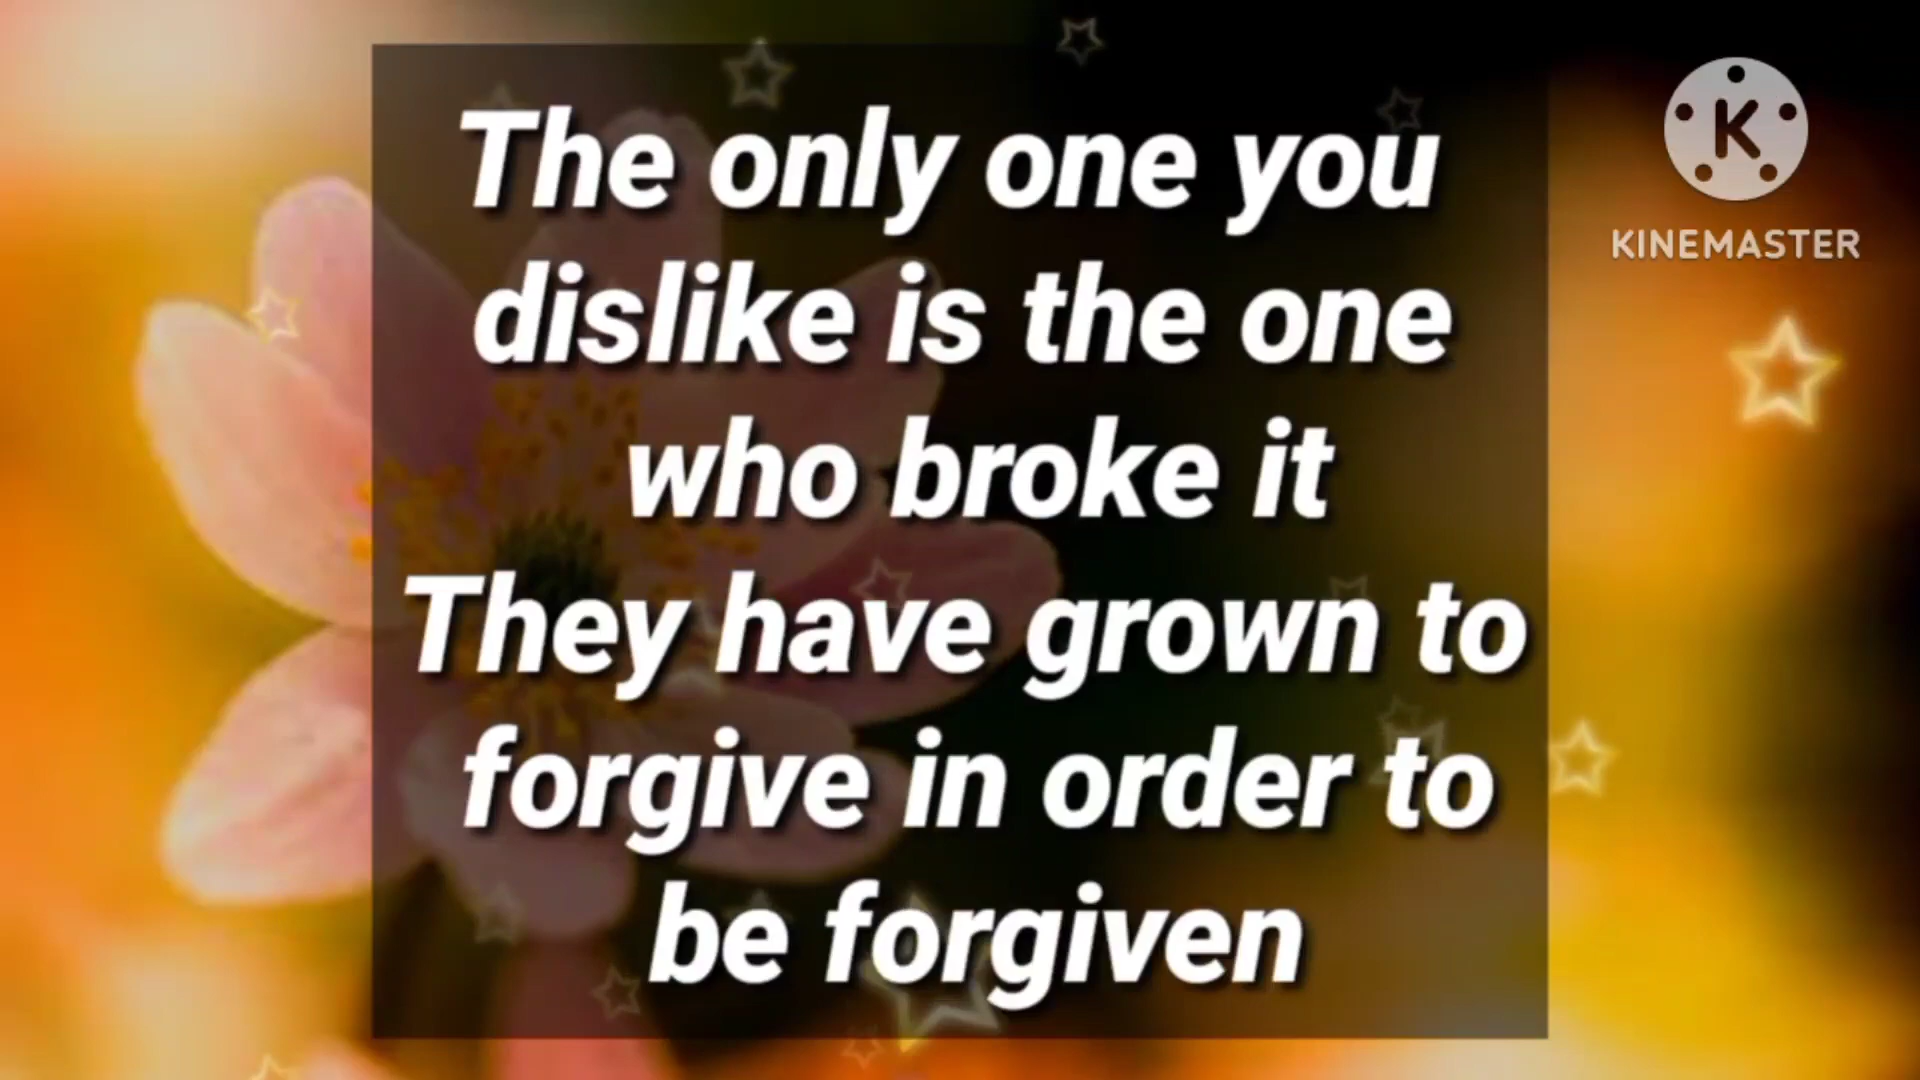 The only one you
dislike is the one
who broke it
They have grown to
forgive in order to
be forgiven
K
KINEMASTER